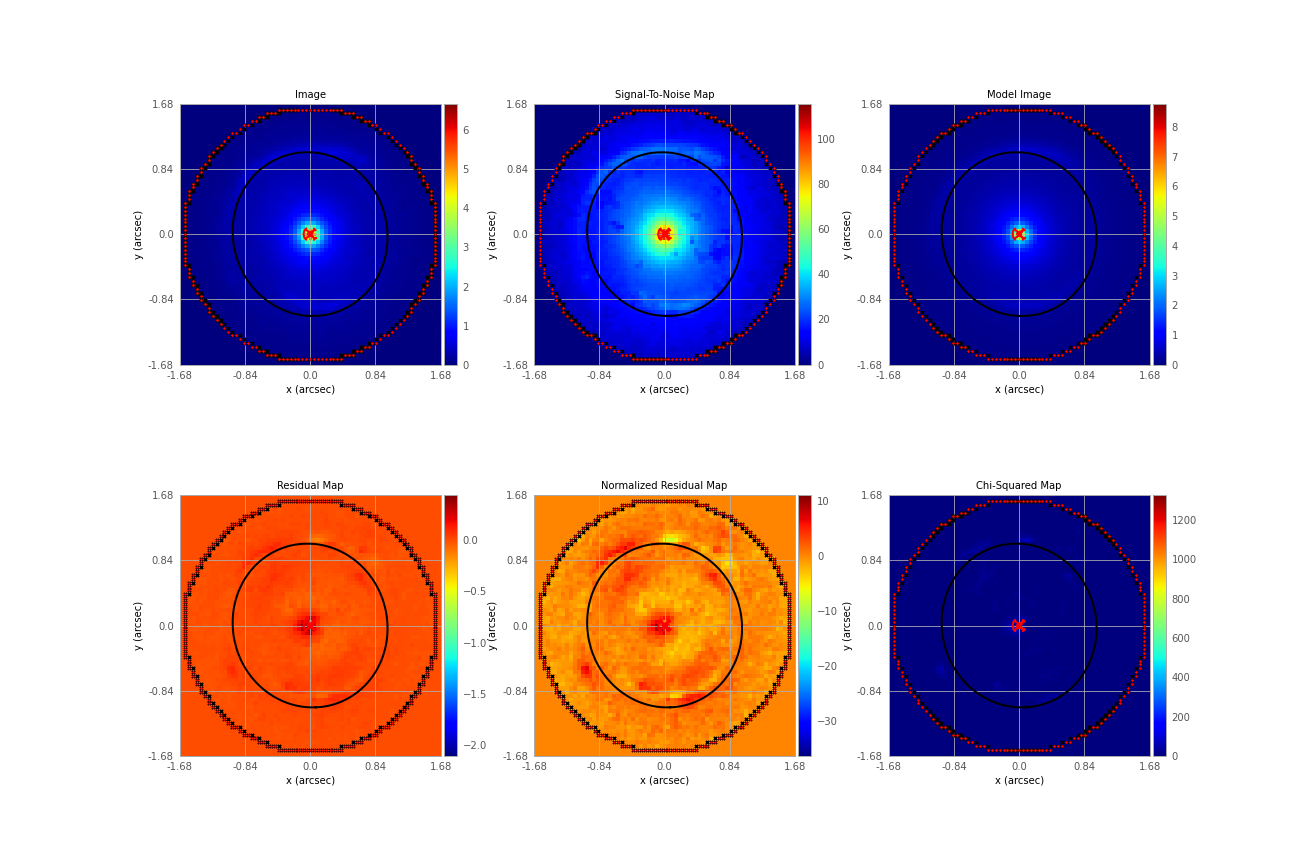 Image
1.68
0.84
0.0
-0.84
-1.68
y (arcsec)
-1.68 -0.84 0.0 0.84 1.68
x (arcsec)
6
5
4
3
2
1
0
Signal-To-Noise Map
y (arcsec)
-1.68 -0.84 0.0 0.84 1.68
x (arcsec)
1.68
0.84
0.0
-0.84
-1.68
100
80
60
40
20
0
Model Image
1.68
0.84
0.0
-0.84
-1.68
y (arcsec)
-1.68 -0.84 0.0 0.84 1.68
x (arcsec)
8
7
6
5
4
3
2
1
0
Residual Map
1.68
0.84
0.0
-0.84
-1.68
y (arcsec)
-1.68 -0.84 0.0 0.84 1.68
x (arcsec)
0.0
−0.5
−1.0
−1.5
−2.0
Normalized Residual Map
1.68
0.84
0.0
-0.84
-1.68
y (arcsec)
-1.68 -0.84 0.0 0.84 1.68
x (arcsec)
10
0
−10
−20
−30
Chi-Squared Map
1.68
0.84
0.0
-0.84
-1.68
y (arcsec)
-1.68 -0.84 0.0 0.84 1.68
x (arcsec)
1200
1000
800
600
400
200
0